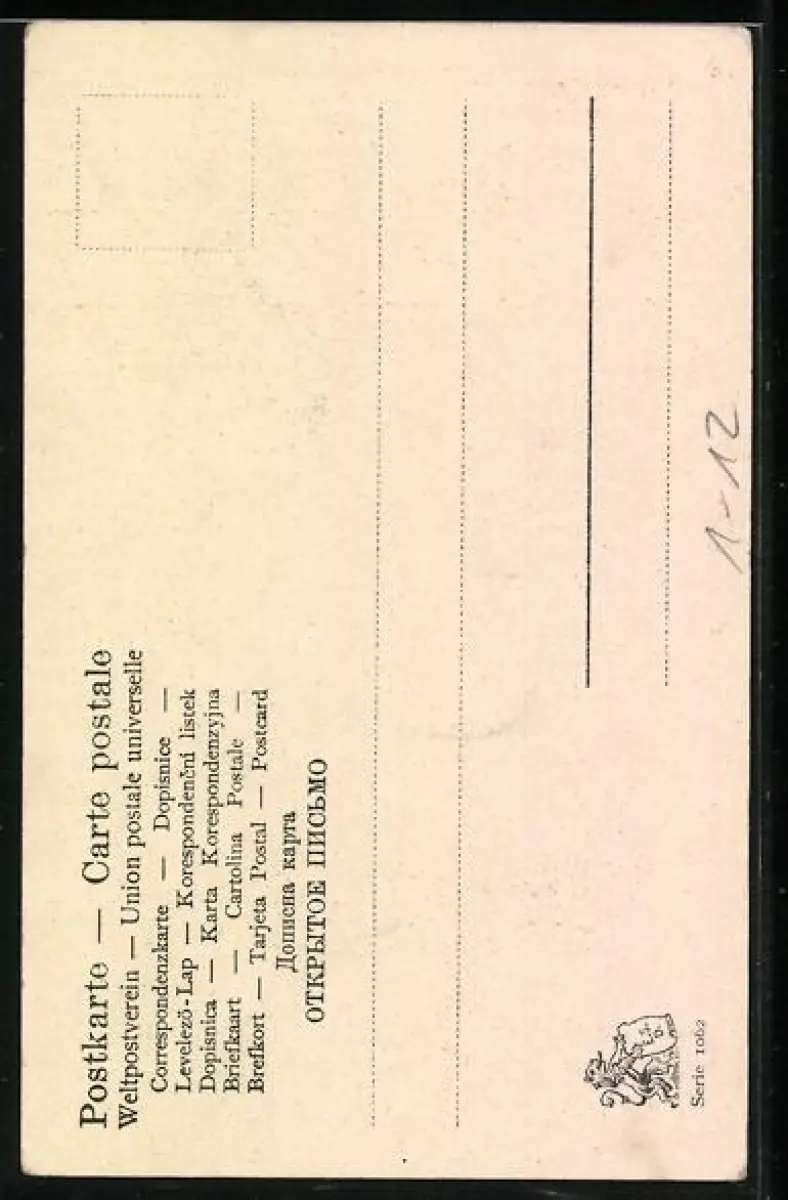 Postkarte — Carte postale
Weltpostverein — Union postale universelle
Correspondenzkarte — Dopisnice —
Levelező-Lap — Korespondenční listek
Dopisnica — Karta Korespondenzyjna
Briefkaart — Cartolina Postale —
Brefkort — Tarjeta Postal — Postcard
Дописна карта
ОТКРЫТОЕ ПИСЬМО
Serie 1062
1-12